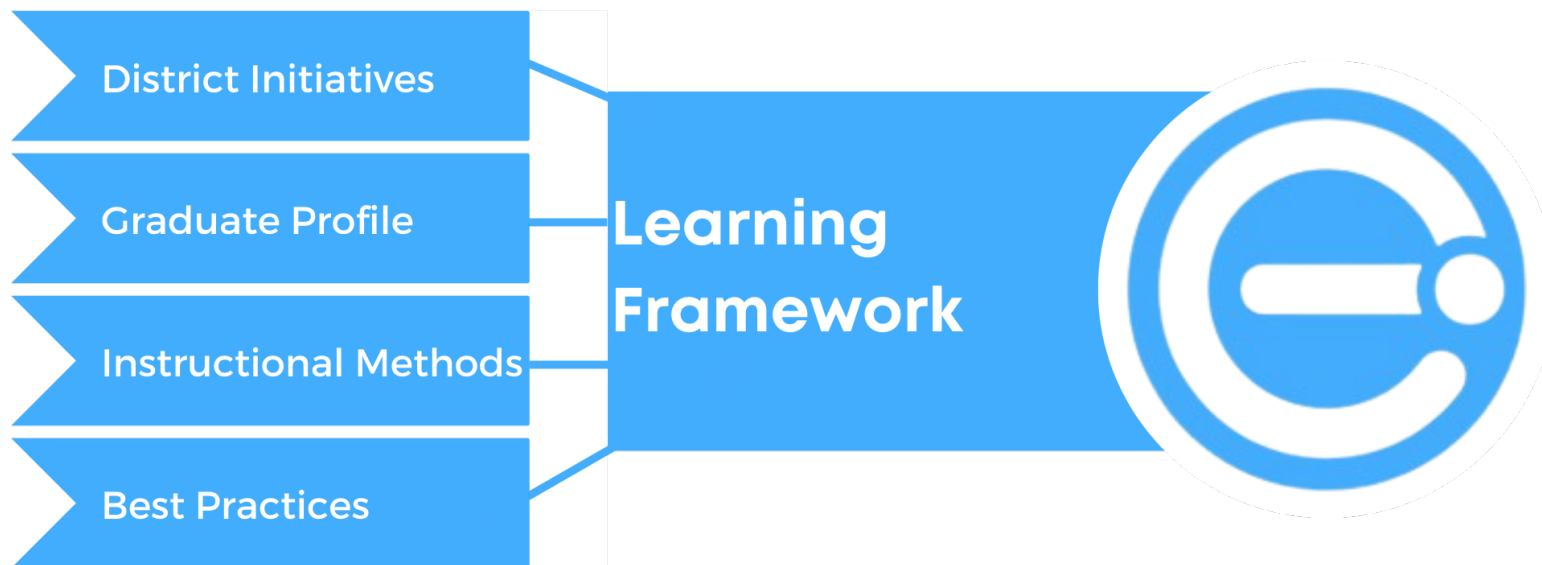 District Initiatives
Graduate Profile
Instructional Methods
Best Practices
Learning
Framework